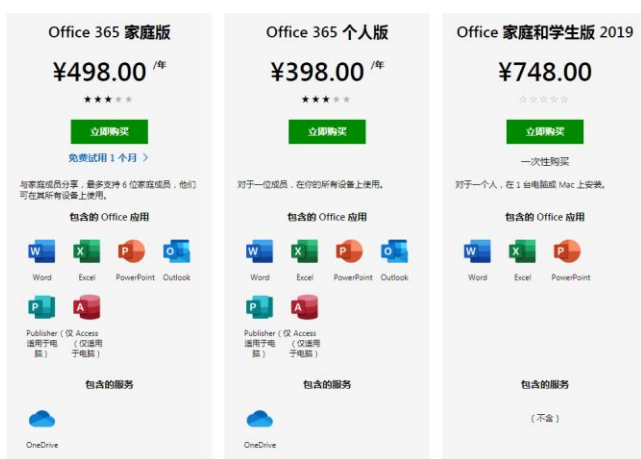 Office 365 家庭版
¥498.00 /年
立即购买
免费试用 1 个月 >
与家庭成员分享，最多支持 6 位家庭成员，他们
可在其所有设备上使用。
包含的 Office 应用
Word
Excel
PowerPoint
Outlook
Publisher（仅
适用于电
脑）
Access
（仅适用
于电脑）
包含的服务
OneDrive
Office 365 个人版
¥398.00 /年
立即购买
对于一位成员，在你的所有设备上使用。
包含的 Office 应用
Word
Excel
PowerPoint
Outlook
Publisher（仅
适用于电
脑）
Access
（仅适用
于电脑）
包含的服务
OneDrive
Office 家庭和学生版 2019
¥748.00
立即购买
一次性购买
对于一个人，在 1 台电脑或 Mac 上安装。
包含的 Office 应用
Word
Excel
PowerPoint
包含的服务
（不含）